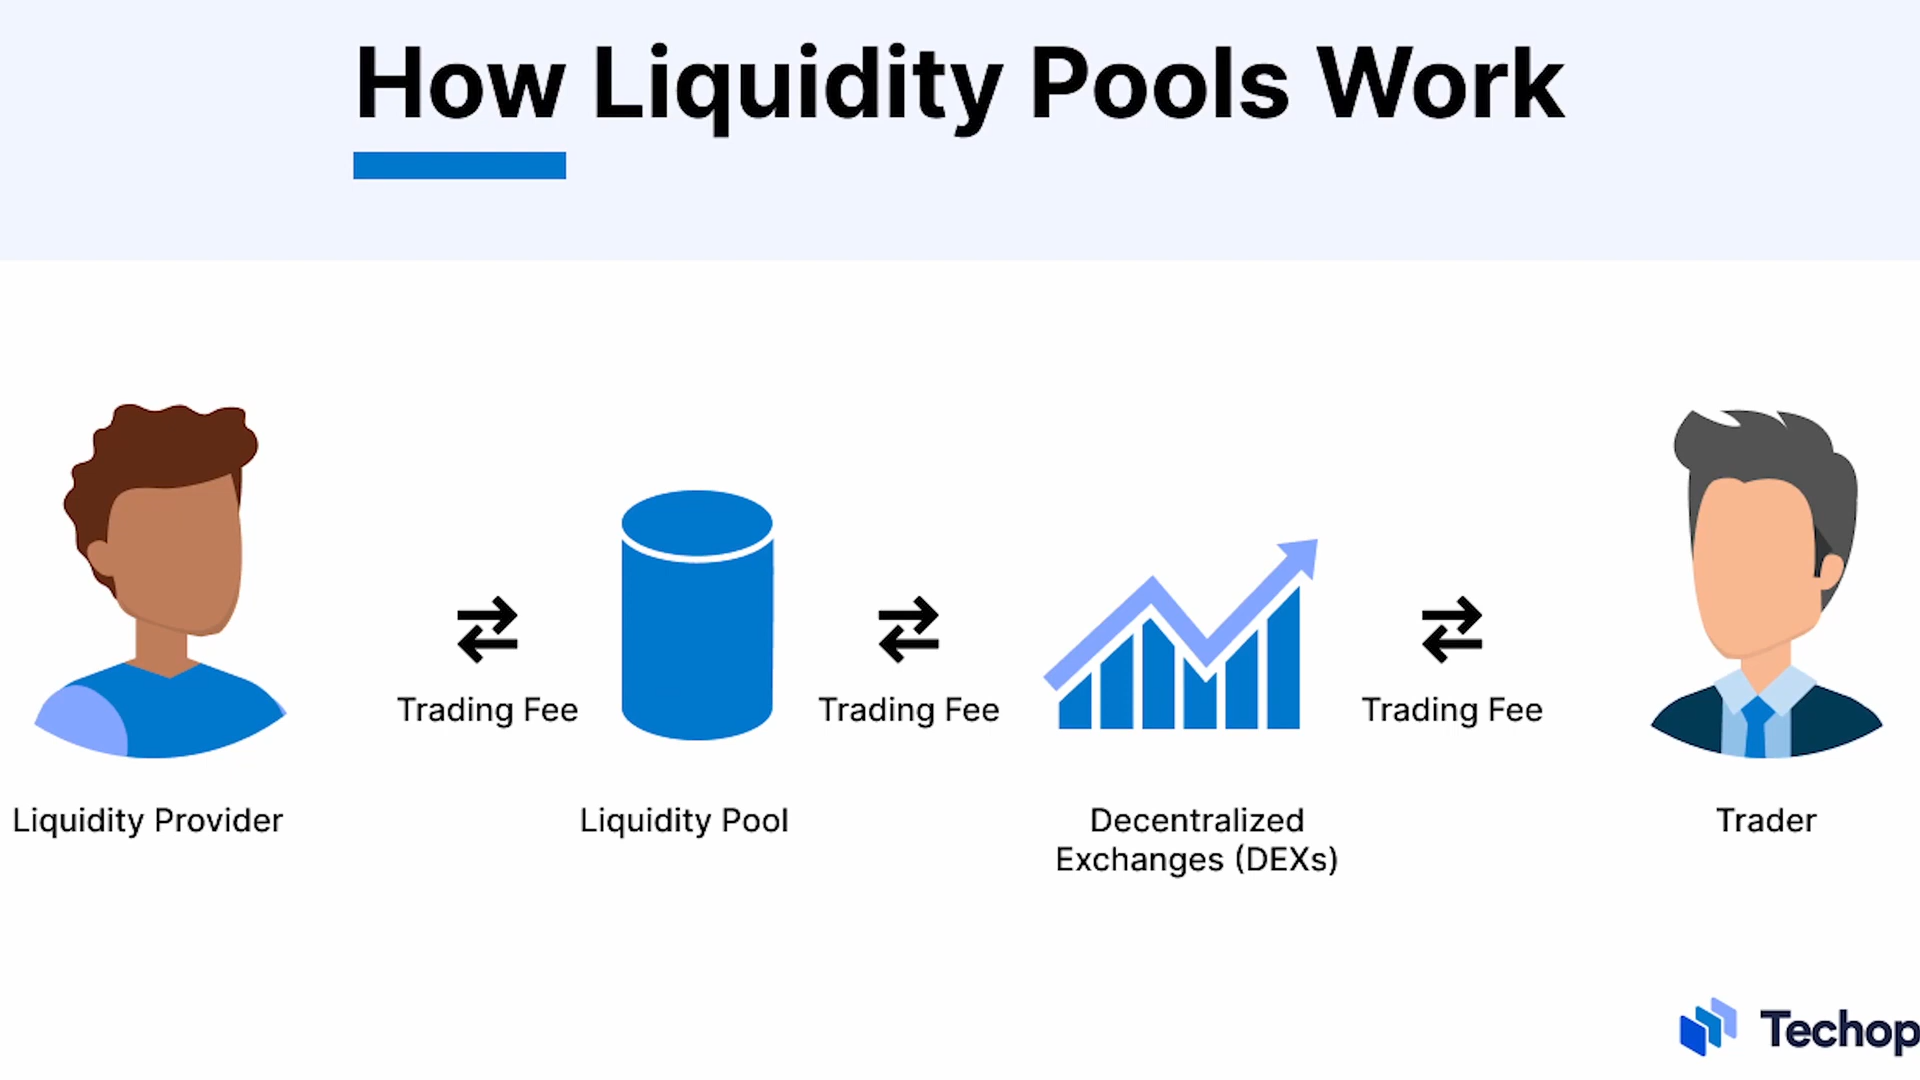 How Liquidity Pools Work
Trading Fee
Trading Fee
Trading Fee
Liquidity Provider
Liquidity Pool
Decentralized
Exchanges (DEXs)
Trader
Techop